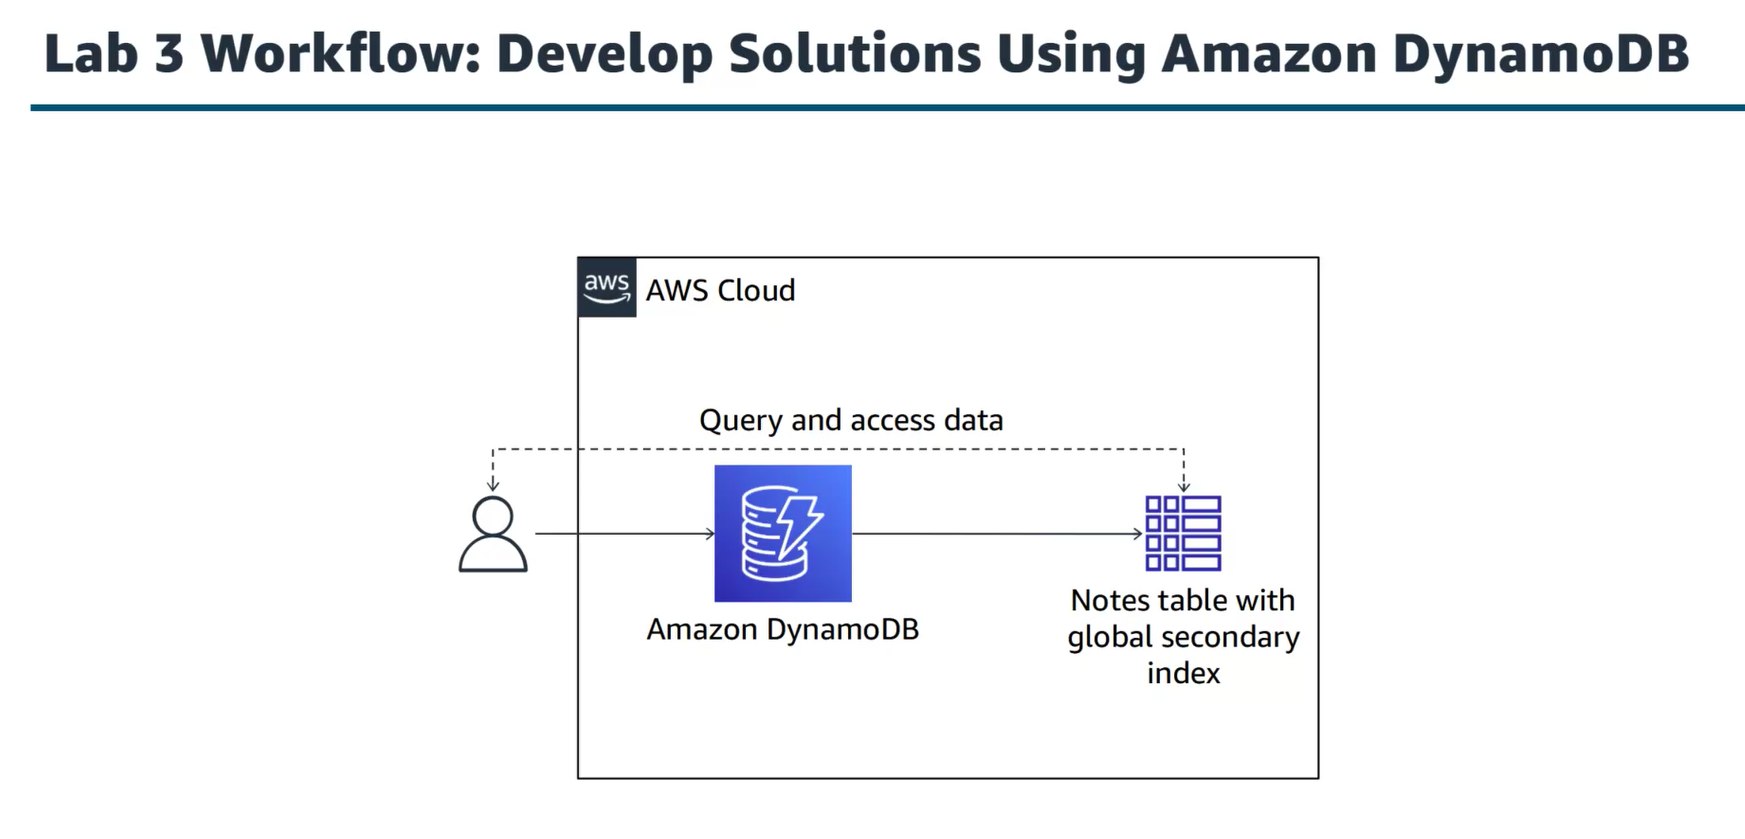 Lab 3 Workflow: Develop Solutions Using Amazon DynamoDB
aws
AWS Cloud
Query and access data
Amazon DynamoDB
Notes table with
global secondary
index